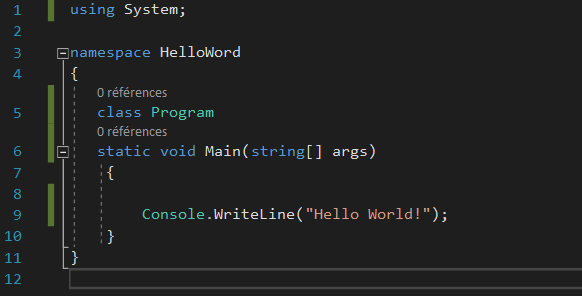 1 using System;
2
3 namespace HelloWord
4 {
0 références
5 class Program
0 références
6 static void Main(string[] args)
7 {
8
9 Console.WriteLine("Hello World!");
10 }
11 }
12